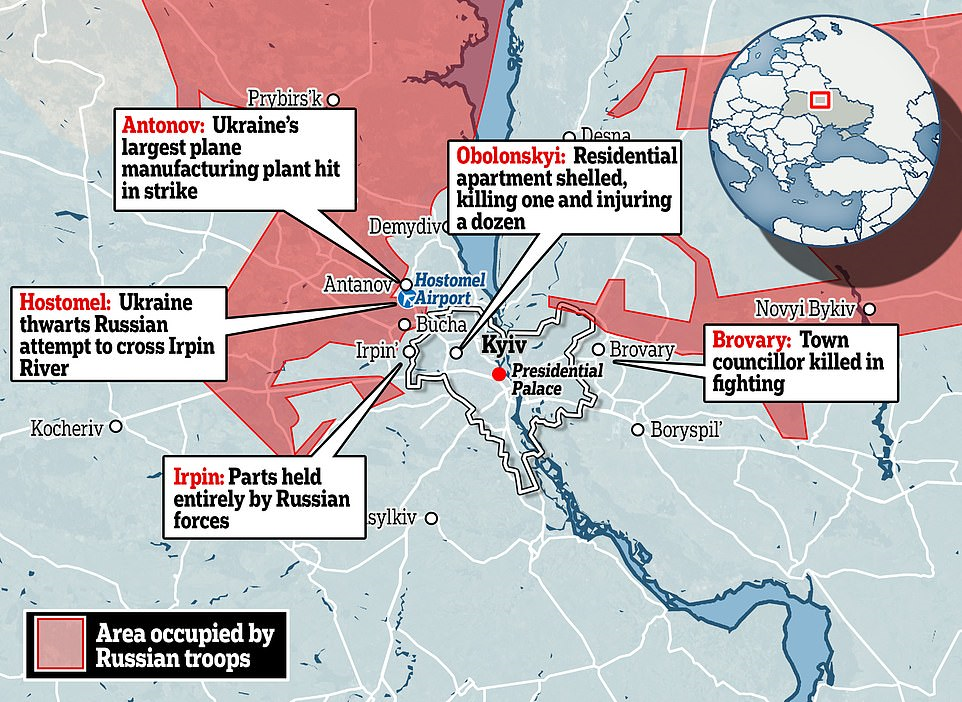 Prybirs'k
Antonov: Ukraine's
largest plane
manufacturing plant hit
in strike
Desna
Obolonskyi: Residential
apartment shelled,
killing one and injuring
a dozen
Demydiv
Antanov
Hostomel
Airport
Hostomel: Ukraine
thwarts Russian
attempt to cross Irpin
River
Bucha
Irpin'
Kyiv
Presidential
Palace
Brovary
Novyi Bykiv
Brovary: Town
councillor killed in
fighting
Kocheriv
Boryspil'
Irpin: Parts held
entirely by Russian
forces
asylkiv
Area occupied by
Russian troops